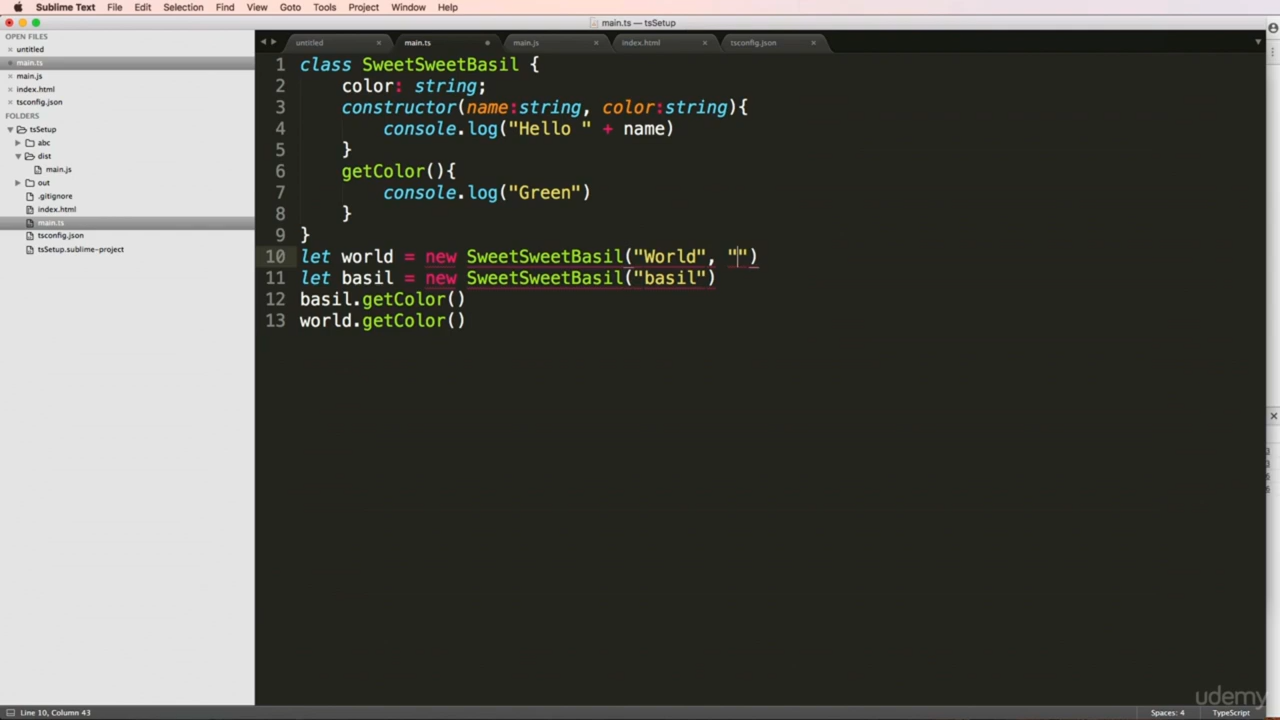 Sublime Text File Edit Selection Find View Goto Tools Project Window Help
main.ts — tsSetup
OPEN FILES
untitled
main.ts
main.js
index.html
tsconfig.json
FOLDERS
tsSetup
abc
dist
main.js
out
.gitignore
index.html
main.ts
tsconfig.json
tsSetup.sublime-project
untitled main.ts main.js index.html tsconfig.json
1 class SweetSweetBasil {
2 color: string;
3 constructor(name:string, color:string){
4 console.log("Hello " + name)
5 }
6 getColor(){
7 console.log("Green")
8 }
9 }
10 let world = new SweetSweetBasil("World", "")
11 let basil = new SweetSweetBasil("basil")
12 basil.getColor()
13 world.getColor()
udemy
Line 10, Column 43 Spaces: 4 TypeScript